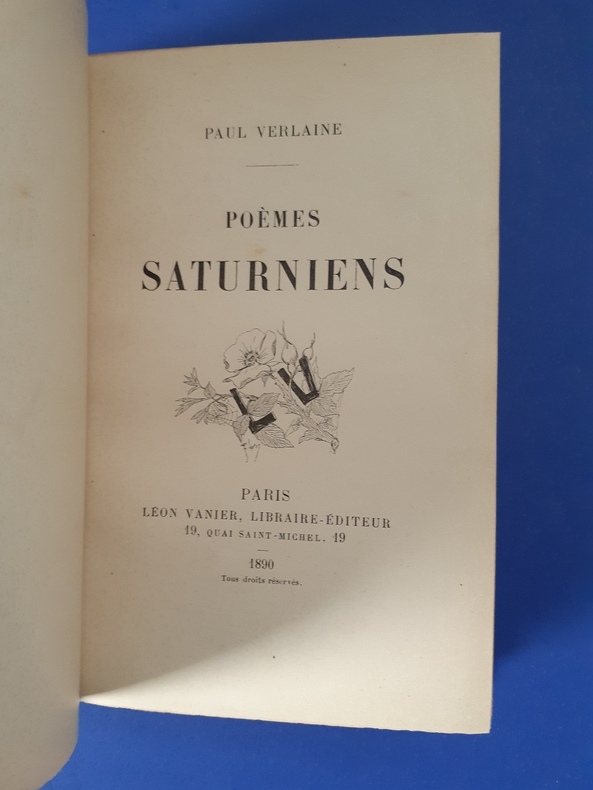 PAUL VERLAINE
POÈMES
SATURNIENS
LV
PARIS
LÉON VANIER, LIBRAIRE-ÉDITEUR
19, QUAI SAINT-MICHEL, 19
1890
Tous droits réservés.